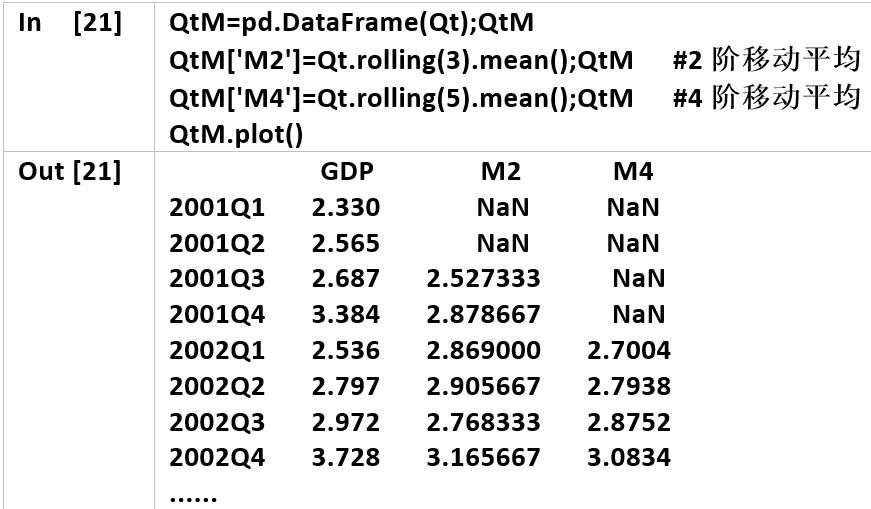 In [21] QtM=pd.DataFrame(Qt);QtM
QtM['M2']=Qt.rolling(3).mean();QtM #2 阶移动平均
QtM['M4']=Qt.rolling(5).mean();QtM #4 阶移动平均
QtM.plot()
Out [21] GDP M2 M4
2001Q1 2.330 NaN NaN
2001Q2 2.565 NaN NaN
2001Q3 2.687 2.527333 NaN
2001Q4 3.384 2.878667 NaN
2002Q1 2.536 2.869000 2.7004
2002Q2 2.797 2.905667 2.7938
2002Q3 2.972 2.768333 2.8752
2002Q4 3.728 3.165667 3.0834
......